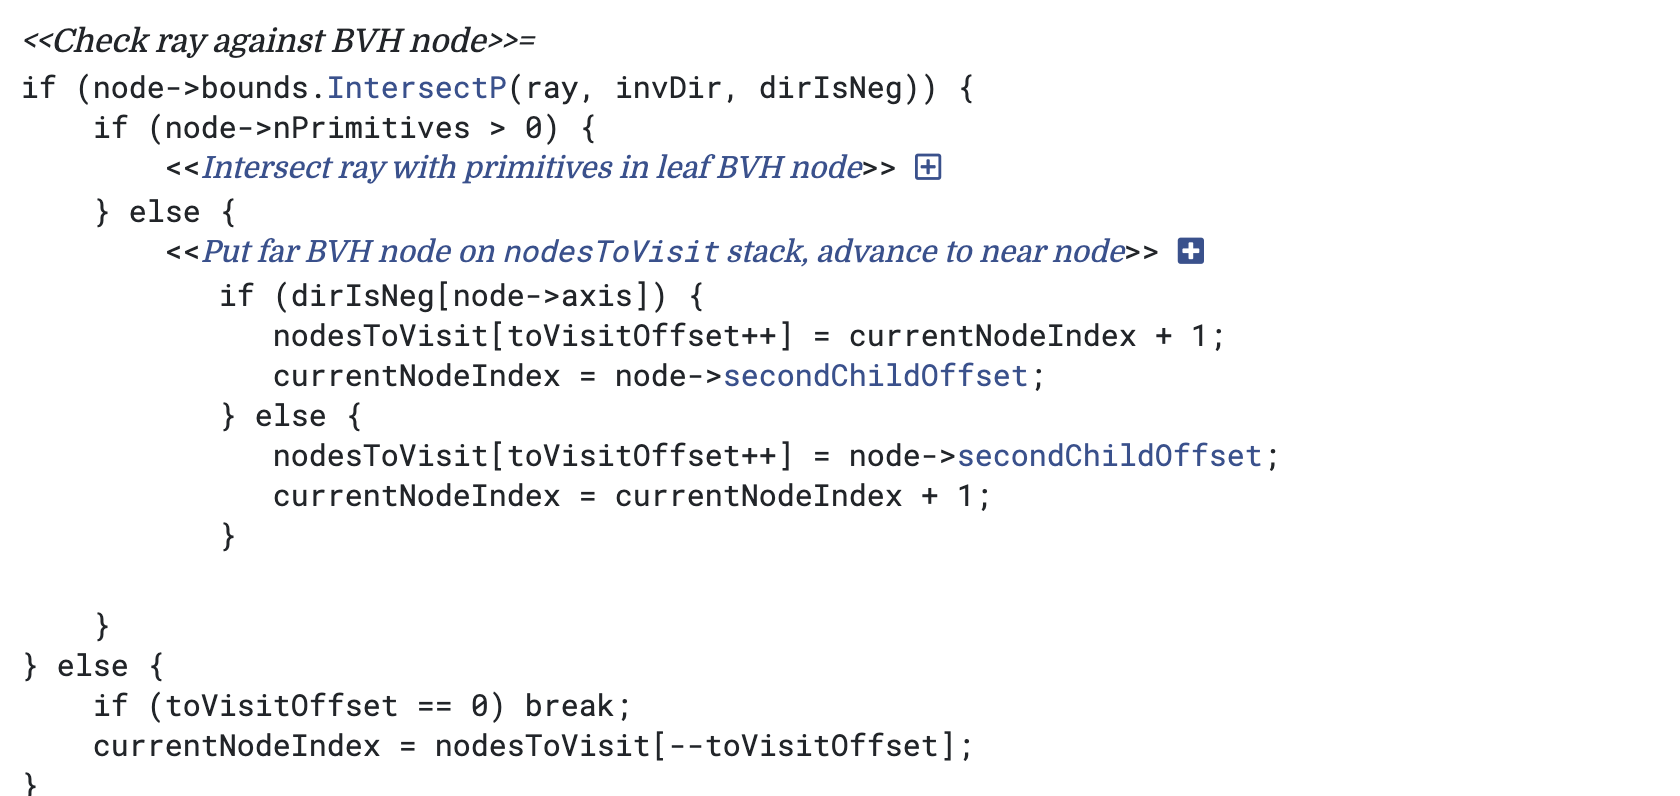 <<Check ray against BVH node>>=
if (node->bounds.IntersectP(ray, invDir, dirIsNeg)) {
    if (node->nPrimitives > 0) {
        <<Intersect ray with primitives in leaf BVH node>>
    } else {
        <<Put far BVH node on nodesToVisit stack, advance to near node>>
           if (dirIsNeg[node->axis]) {
              nodesToVisit[toVisitOffset++] = currentNodeIndex + 1;
              currentNodeIndex = node->secondChildOffset;
           } else {
              nodesToVisit[toVisitOffset++] = node->secondChildOffset;
              currentNodeIndex = currentNodeIndex + 1;
           }
    }
} else {
    if (toVisitOffset == 0) break;
    currentNodeIndex = nodesToVisit[--toVisitOffset];
}